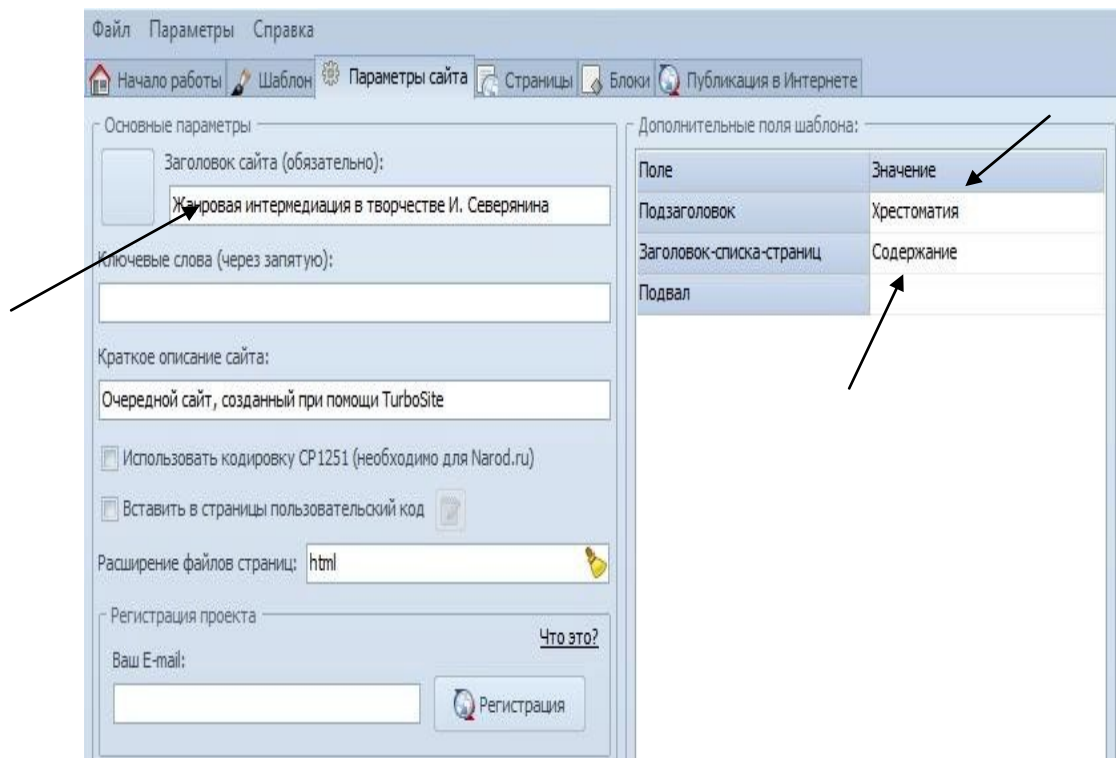 Файл Параметры Справка
Начало работы Шаблон Параметры сайта Страницы Блоки Публикация в Интернете
Основные параметры
Заголовок сайта (обязательно):
Жанровая интермедиация в творчестве И. Северянина
Ключевые слова (через запятую):
Краткое описание сайта:
Очередной сайт, созданный при помощи TurboSite
Использовать кодировку CP1251 (необходимо для Narod.ru)
Вставить в страницы пользовательский код
Расширение файлов страниц: html
Регистрация проекта
Что это?
Ваш E-mail:
Регистрация
Дополнительные поля шаблона:
Поле Значение
Подзаголовок Хрестоматия
Заголовок-списка-страниц Содержание
Подвал